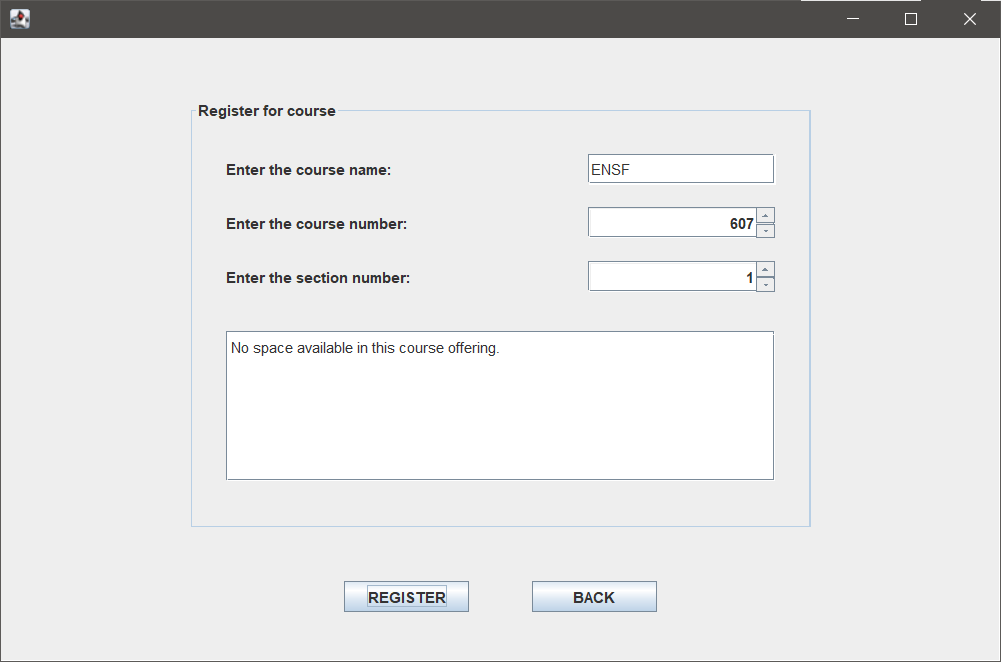 Register for course
Enter the course name:
ENSF
Enter the course number:
607
Enter the section number:
1
No space available in this course offering.
REGISTER
BACK